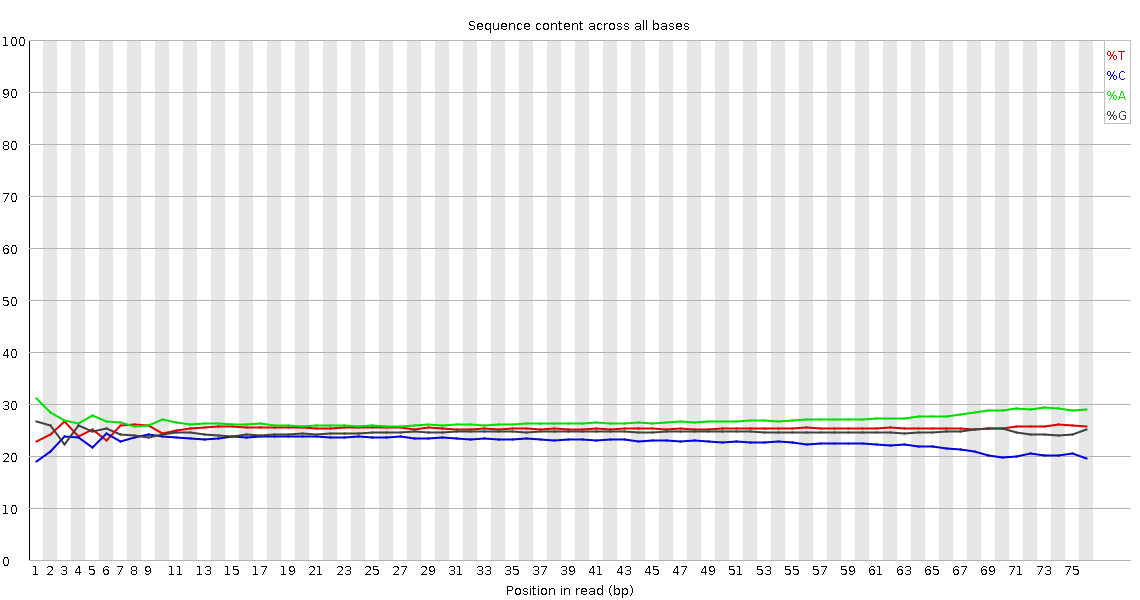 Sequence content across all bases
100
90
80
70
60
50
40
30
20
10
0
%T
%C
%A
%G
1 2 3 4 5 6 7 8 9 11 13 15 17 19 21 23 25 27 29 31 33 35 37 39 41 43 45 47 49 51 53 55 57 59 61 63 65 67 69 71 73 75
Position in read (bp)